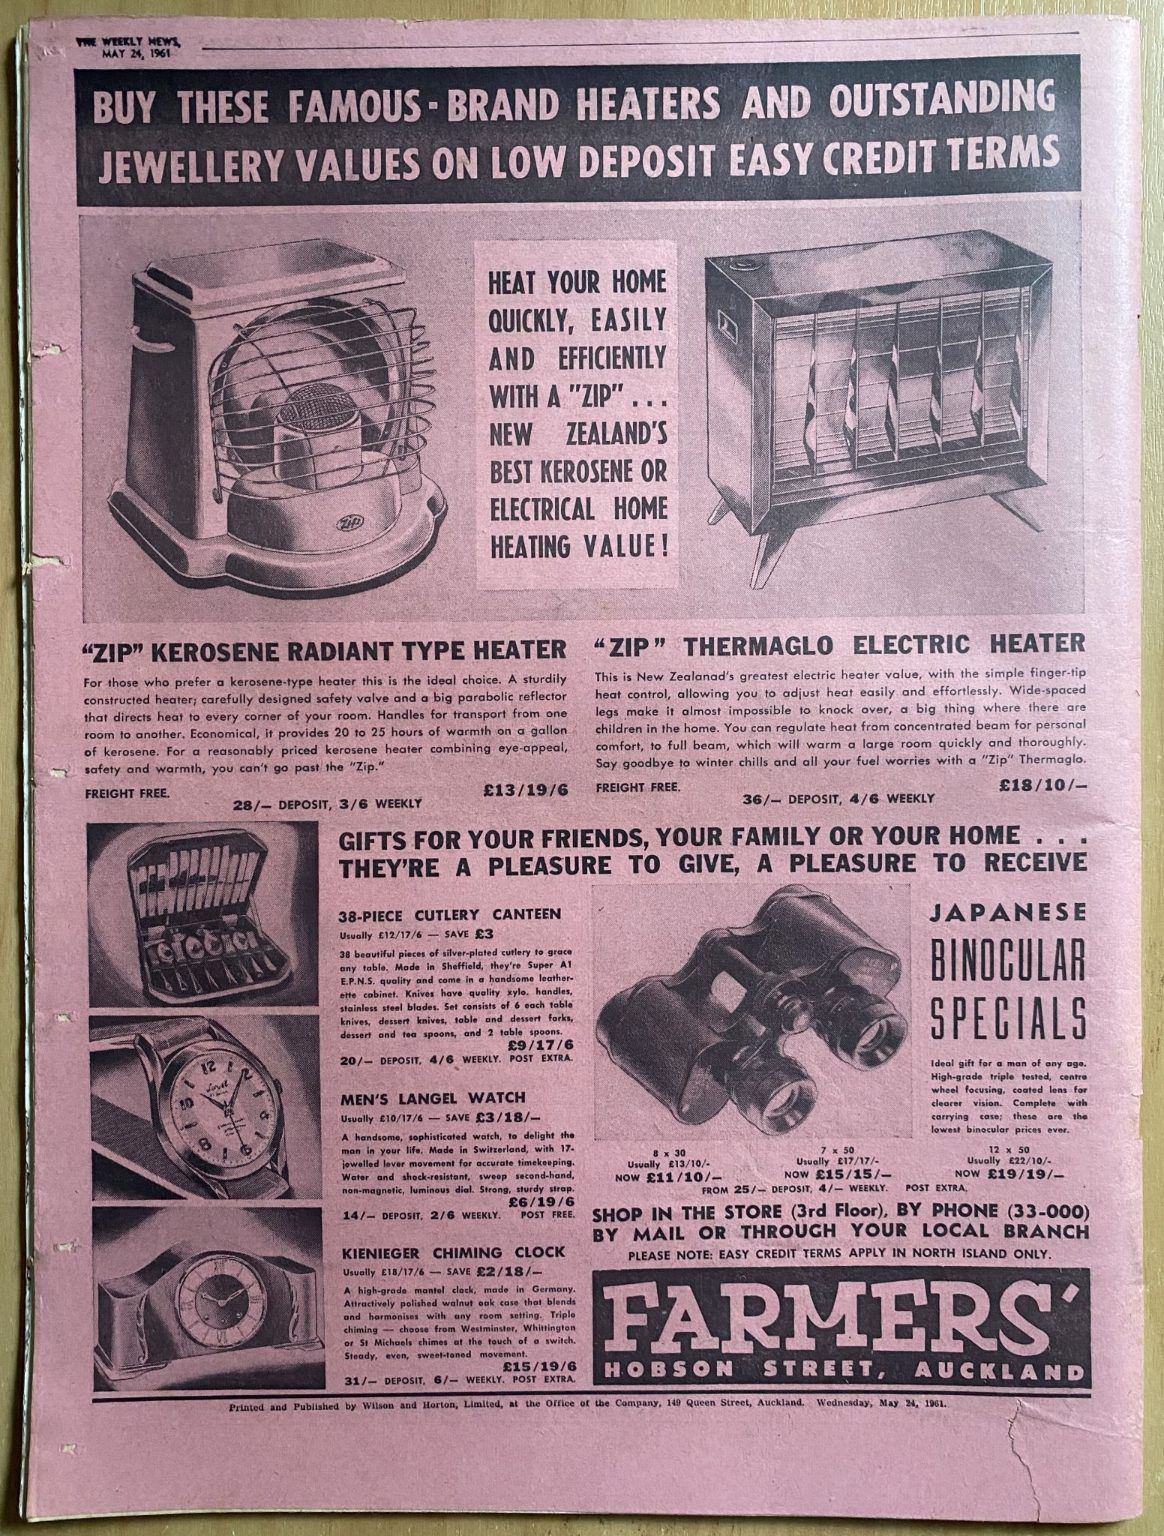 THE WEEKLY NEWS,
MAY 24, 1961
BUY THESE FAMOUS-BRAND HEATERS AND OUTSTANDING
JEWELLERY VALUES ON LOW DEPOSIT EASY CREDIT TERMS
HEAT YOUR HOME
QUICKLY, EASILY
AND EFFICIENTLY
WITH A "ZIP" . . .
NEW ZEALAND'S
BEST KEROSENE OR
ELECTRICAL HOME
HEATING VALUE!
Zip
"ZIP" KEROSENE RADIANT TYPE HEATER
For those who prefer a kerosene-type heater this is the ideal choice. A sturdily
constructed heater; carefully designed safety valve and a big parabolic reflector
that directs heat to every corner of your room. Handles for transport from one
room to another. Economical, it provides 20 to 25 hours of warmth on a gallon
of kerosene. For a reasonably priced kerosene heater combining eye-appeal,
safety and warmth, you can't go past the "Zip."
FREIGHT FREE. £13/19/6
28/— DEPOSIT, 3/6 WEEKLY
"ZIP" THERMAGLO ELECTRIC HEATER
This is New Zealanad's greatest electric heater value, with the simple finger-tip
heat control, allowing you to adjust heat easily and effortlessly. Wide-spaced
legs make it almost impossible to knock over, a big thing where there are
children in the home. You can regulate heat from concentrated beam for personal
comfort, to full beam, which will warm a large room quickly and thoroughly.
Say goodbye to winter chills and all your fuel worries with a "Zip" Thermaglo.
FREIGHT FREE. £18/10/—
36/— DEPOSIT, 4/6 WEEKLY
GIFTS FOR YOUR FRIENDS, YOUR FAMILY OR YOUR HOME . . .
THEY'RE A PLEASURE TO GIVE, A PLEASURE TO RECEIVE
38-PIECE CUTLERY CANTEEN
Usually £12/17/6 — SAVE £3
38 beautiful pieces of silver-plated cutlery to grace
any table. Made in Sheffield, they're Super A1
E.P.N.S. quality and come in a handsome leather-
ette cabinet. Knives have quality xylo. handles,
stainless steel blades. Set consists of 6 each table
knives, dessert knives, table and dessert forks,
dessert and tea spoons, and 2 table spoons.
£9/17/6
20/— DEPOSIT, 4/6 WEEKLY. POST EXTRA.
MEN'S LANGEL WATCH
Usually £10/17/6 — SAVE £3/18/—
A handsome, sophisticated watch, to delight the
man in your life. Made in Switzerland, with 17-
jewelled lever movement for accurate timekeeping.
Water and shock-resistant, sweep second-hand,
non-magnetic, luminous dial. Strong, sturdy strap.
£6/19/6
14/— DEPOSIT, 2/6 WEEKLY. POST FREE.
KIENIEGER CHIMING CLOCK
Usually £18/17/6 — SAVE £2/18/—
A high-grade mantel clock, made in Germany.
Attractively polished walnut oak case that blends
and harmonises with any room setting. Triple
chiming — choose from Westminster, Whittington
or St Michaels chimes at the touch of a switch.
Steady, even, sweet-toned movement.
£15/19/6
31/— DEPOSIT, 6/— WEEKLY. POST EXTRA.
JAPANESE
BINOCULAR
SPECIALS
Ideal gift for a man of any age.
High-grade triple tested, centre
wheel focusing, coated lens for
clearer vision. Complete with
carrying case; these are the
lowest binocular prices ever.
8 x 30 7 x 50 12 x 50
Usually £13/10/- Usually £17/17/- Usually £22/10/-
NOW £11/10/— NOW £15/15/— NOW £19/19/—
FROM 25/— DEPOSIT, 4/— WEEKLY. POST EXTRA.
SHOP IN THE STORE (3rd Floor), BY PHONE (33-000)
BY MAIL OR THROUGH YOUR LOCAL BRANCH
PLEASE NOTE: EASY CREDIT TERMS APPLY IN NORTH ISLAND ONLY.
FARMERS'
HOBSON STREET, AUCKLAND
Printed and Published by Wilson and Horton, Limited, at the Office of the Company, 149 Queen Street, Auckland. Wednesday, May 24, 1961.